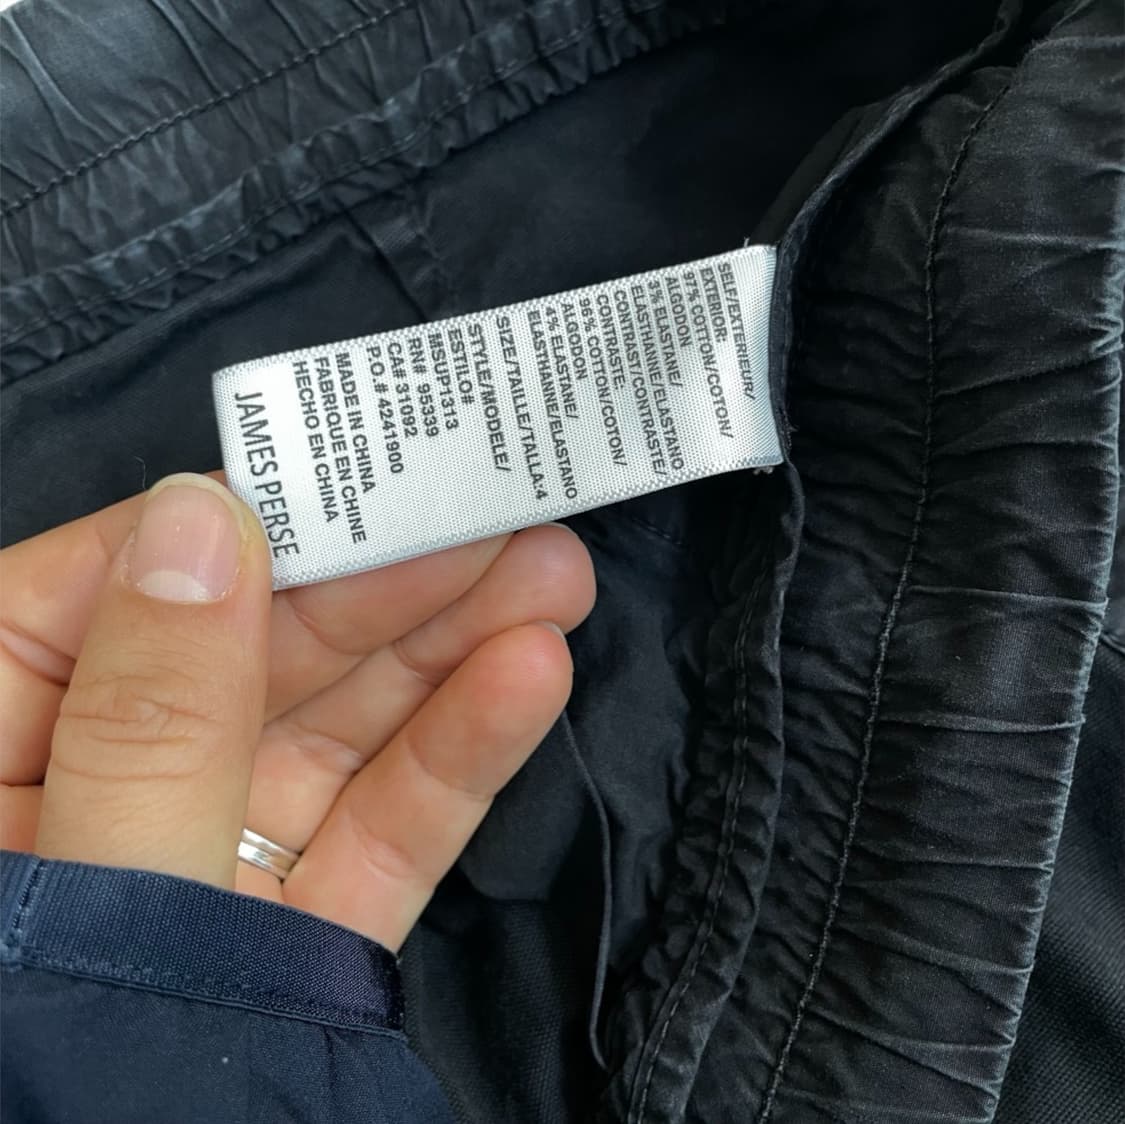 SELF/EXTERIEUR/
EXTERIOR:
97% COTTON/COTON/
ALGODON
3% ELASTANE/
ELASTHANNE/ELASTANO
CONTRAST/CONTRASTE/
CONTRASTE:
96% COTTON/COTON/
ALGODON
4% ELASTANE/
ELASTHANNE/ELASTANO
SIZE/TAILLE/TALLA:4
STYLE/MODELE/
ESTILO#
MSUP1313
RN# 95339
CA# 31092
P.O.# 4241900
MADE IN CHINA
FABRIQUE EN CHINE
HECHO EN CHINA
JAMES PERSE